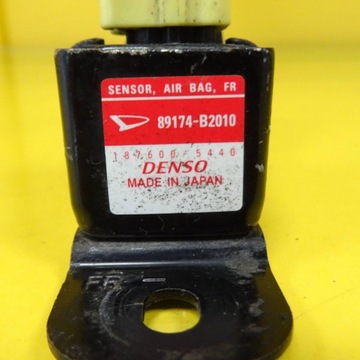 SENSOR, AIR BAG, FR
89174-B2010
187600-5440
DENSO
MADE IN JAPAN
FR